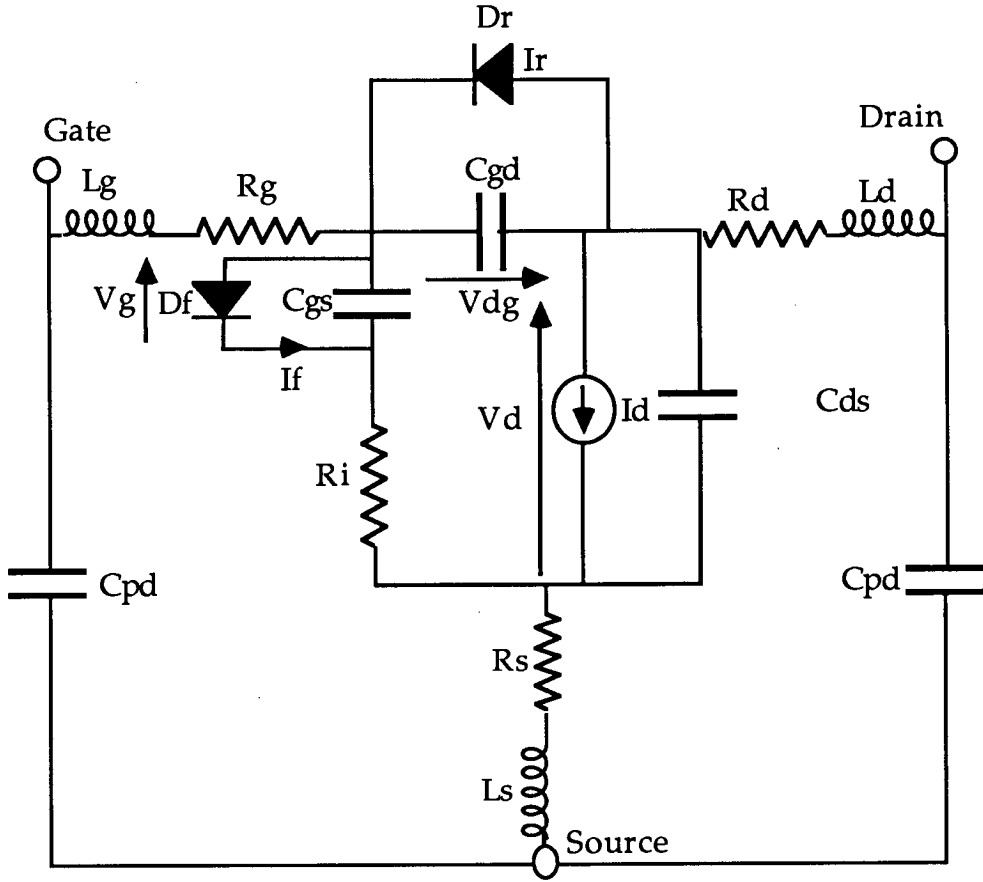 Dr
Ir
Gate
Drain
Lg
Rg
Cgd
Rd
Ld
Vg
Df
Cgs
Vdg
If
Vd
Id
Cds
Ri
Cpd
Cpd
Rs
Ls
Source